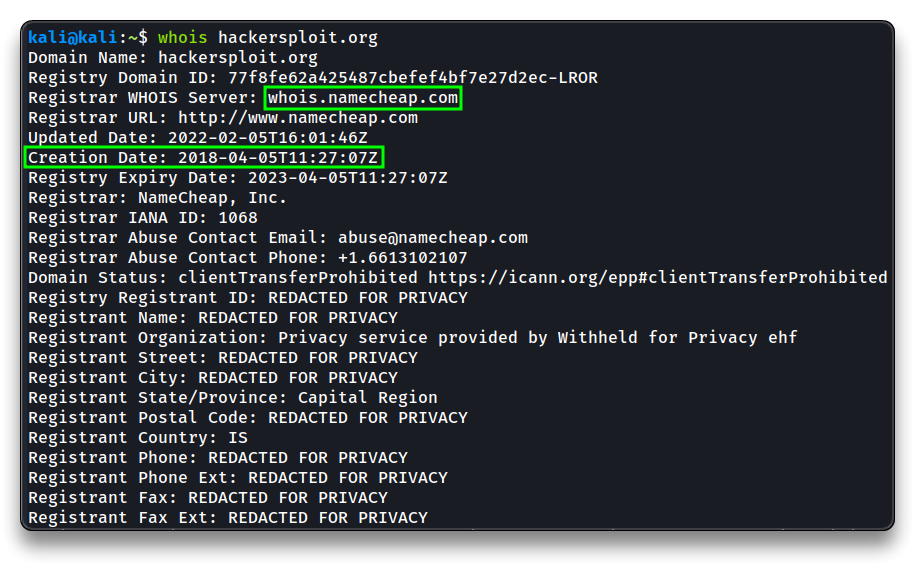 kali@kali:~$ whois hackersploit.org
Domain Name: hackersploit.org
Registry Domain ID: 77f8fe62a425487cbefef4bf7e27d2ec-LROR
Registrar WHOIS Server: whois.namecheap.com
Registrar URL: http://www.namecheap.com
Updated Date: 2022-02-05T16:01:46Z
Creation Date: 2018-04-05T11:27:07Z
Registry Expiry Date: 2023-04-05T11:27:07Z
Registrar: NameCheap, Inc.
Registrar IANA ID: 1068
Registrar Abuse Contact Email: abuse@namecheap.com
Registrar Abuse Contact Phone: +1.6613102107
Domain Status: clientTransferProhibited https://icann.org/epp#clientTransferProhibited
Registry Registrant ID: REDACTED FOR PRIVACY
Registrant Name: REDACTED FOR PRIVACY
Registrant Organization: Privacy service provided by Withheld for Privacy ehf
Registrant Street: REDACTED FOR PRIVACY
Registrant City: REDACTED FOR PRIVACY
Registrant State/Province: Capital Region
Registrant Postal Code: REDACTED FOR PRIVACY
Registrant Country: IS
Registrant Phone: REDACTED FOR PRIVACY
Registrant Phone Ext: REDACTED FOR PRIVACY
Registrant Fax: REDACTED FOR PRIVACY
Registrant Fax Ext: REDACTED FOR PRIVACY